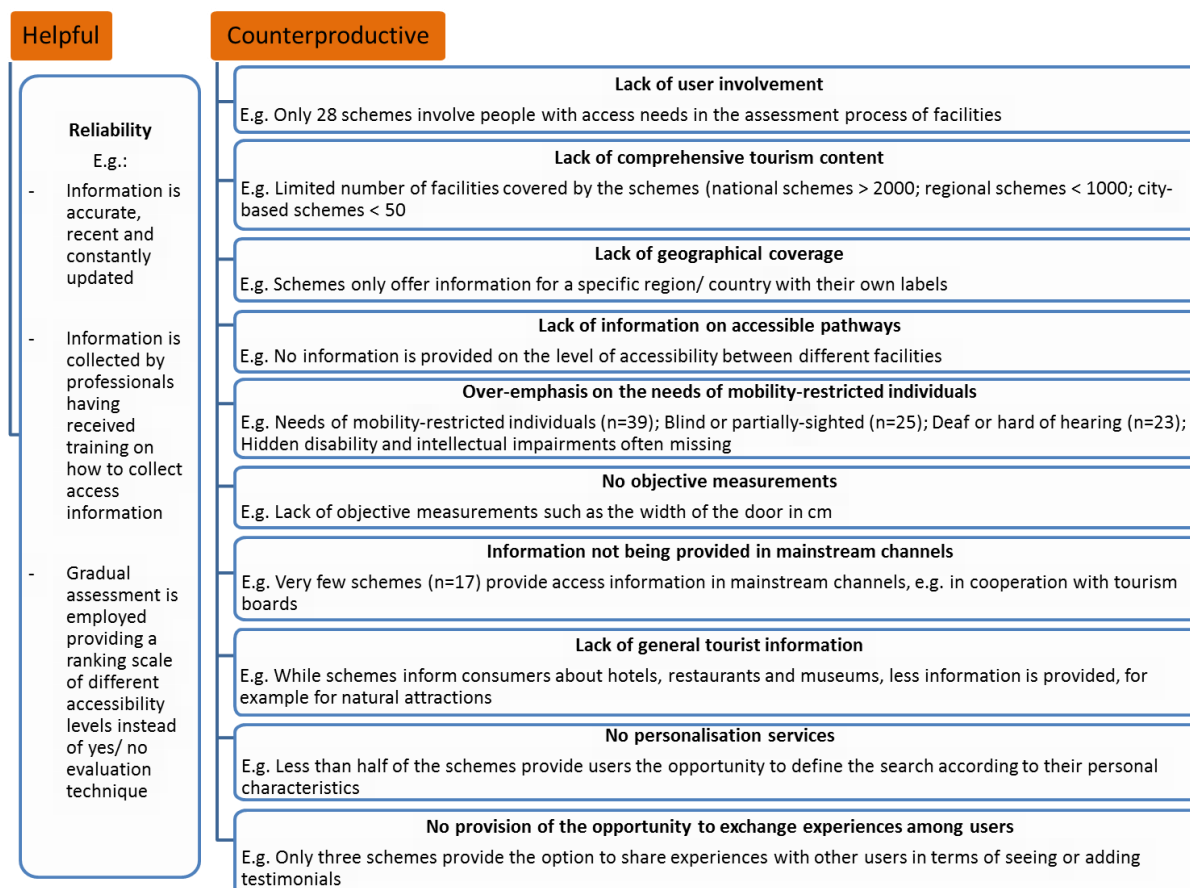 Helpful
Reliability
E.g.:
- Information is
accurate,
recent and
constantly
updated
- Information is
collected by
professionals
having
received
training on
how to collect
access
information
- Gradual
assessment is
employed
providing a
ranking scale
of different
accessibility
levels instead
of yes/ no
evaluation
technique
Counterproductive
Lack of user involvement
E.g. Only 28 schemes involve people with access needs in the assessment process of facilities
Lack of comprehensive tourism content
E.g. Limited number of facilities covered by the schemes (national schemes > 2000; regional schemes < 1000; city-
based schemes < 50
Lack of geographical coverage
E.g. Schemes only offer information for a specific region/ country with their own labels
Lack of information on accessible pathways
E.g. No information is provided on the level of accessibility between different facilities
Over-emphasis on the needs of mobility-restricted individuals
E.g. Needs of mobility-restricted individuals (n=39); Blind or partially-sighted (n=25); Deaf or hard of hearing (n=23);
Hidden disability and intellectual impairments often missing
No objective measurements
E.g. Lack of objective measurements such as the width of the door in cm
Information not being provided in mainstream channels
E.g. Very few schemes (n=17) provide access information in mainstream channels, e.g. in cooperation with tourism
boards
Lack of general tourist information
E.g. While schemes inform consumers about hotels, restaurants and museums, less information is provided, for
example for natural attractions
No personalisation services
E.g. Less than half of the schemes provide users the opportunity to define the search according to their personal
characteristics
No provision of the opportunity to exchange experiences among users
E.g. Only three schemes provide the option to share experiences with other users in terms of seeing or adding
testimonials